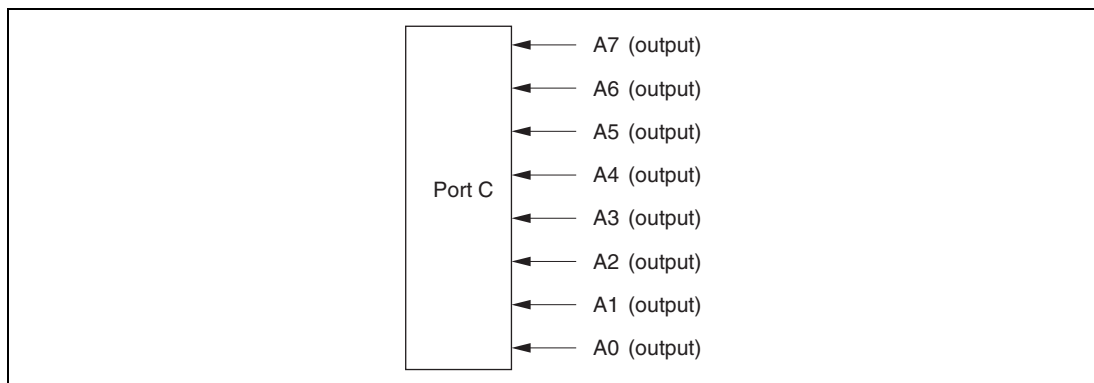 A7 (output)
A6 (output)
A5 (output)
A4 (output)
Port C
A3 (output)
A2 (output)
A1 (output)
A0 (output)